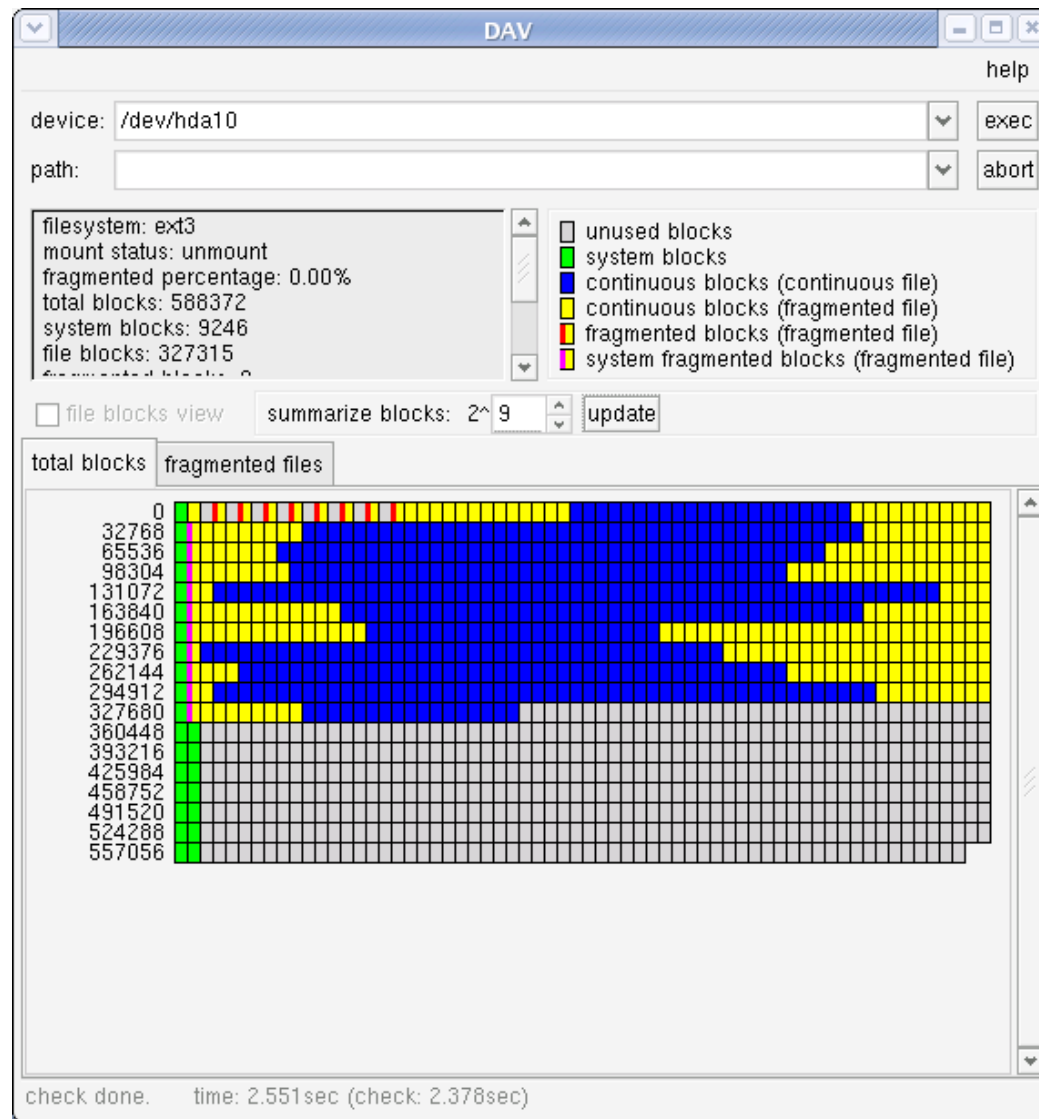 DAV
help
device: /dev/hda10 exec
path: abort
filesystem: ext3
mount status: unmount
fragmented percentage: 0.00%
total blocks: 588372
system blocks: 9246
file blocks: 327315
unused blocks
system blocks
continuous blocks (continuous file)
continuous blocks (fragmented file)
fragmented blocks (fragmented file)
system fragmented blocks (fragmented file)
file blocks view summarize blocks: 2^ 9 update
total blocks fragmented files
0
32768
65536
98304
131072
163840
196608
229376
262144
294912
327680
360448
393216
425984
458752
491520
524288
557056
check done. time: 2.551sec (check: 2.378sec)